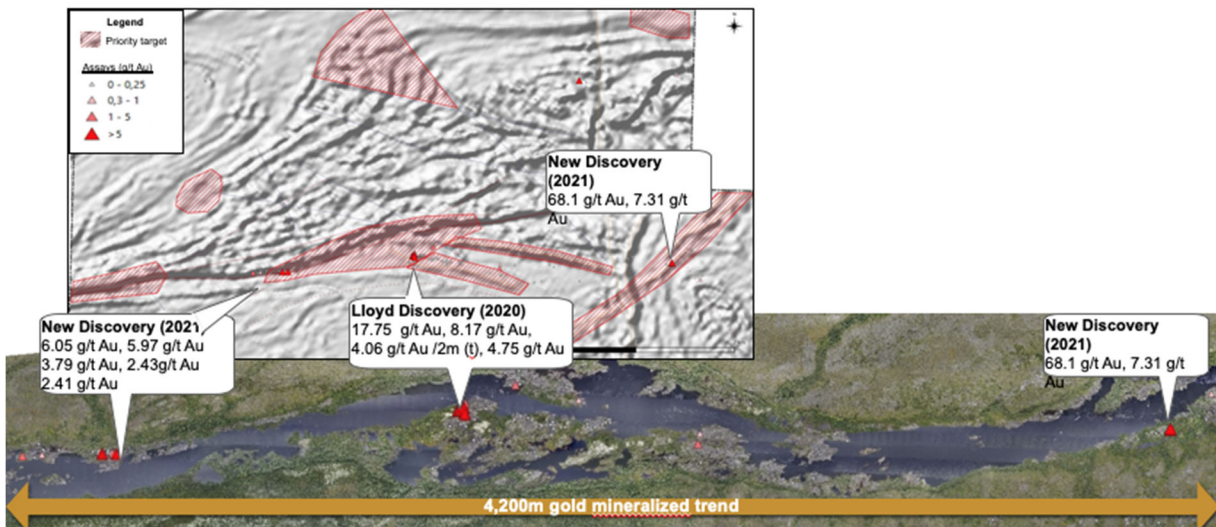 Legend
Priority target
Assays (g/t Au)
0 - 0,25
0,3 - 1
1 - 5
>5
New Discovery
(2021)
68.1 g/t Au, 7.31 g/t
Au
New Discovery (2021,
6.05 g/t Au, 5.97 g/t Au
3.79 g/t Au, 2.43g/t Au
2.41 g/t Au
Lloyd Discovery (2020)
17.75 g/t Au, 8.17 g/t Au,
4.06 g/t Au /2m (t), 4.75 g/t Au
New Discovery
(2021)
68.1 g/t Au, 7.31 g/t
Au
4,200m gold mineralized trend